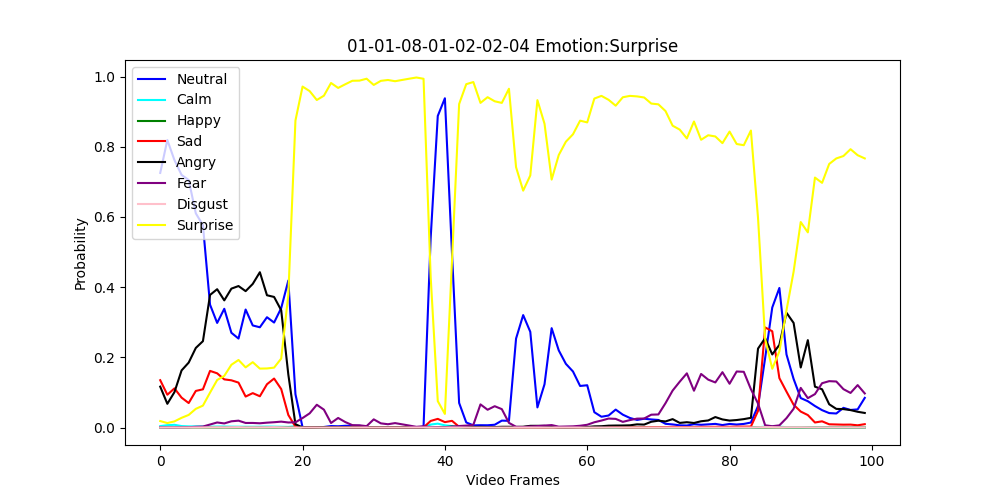 01-01-08-01-02-02-04 Emotion:Surprise
1.0
0.8
0.6
0.4
0.2
0.0
Probability
Neutral
Calm
Happy
Sad
Angry
Fear
Disgust
Surprise
0 20 40 60 80 100
Video Frames